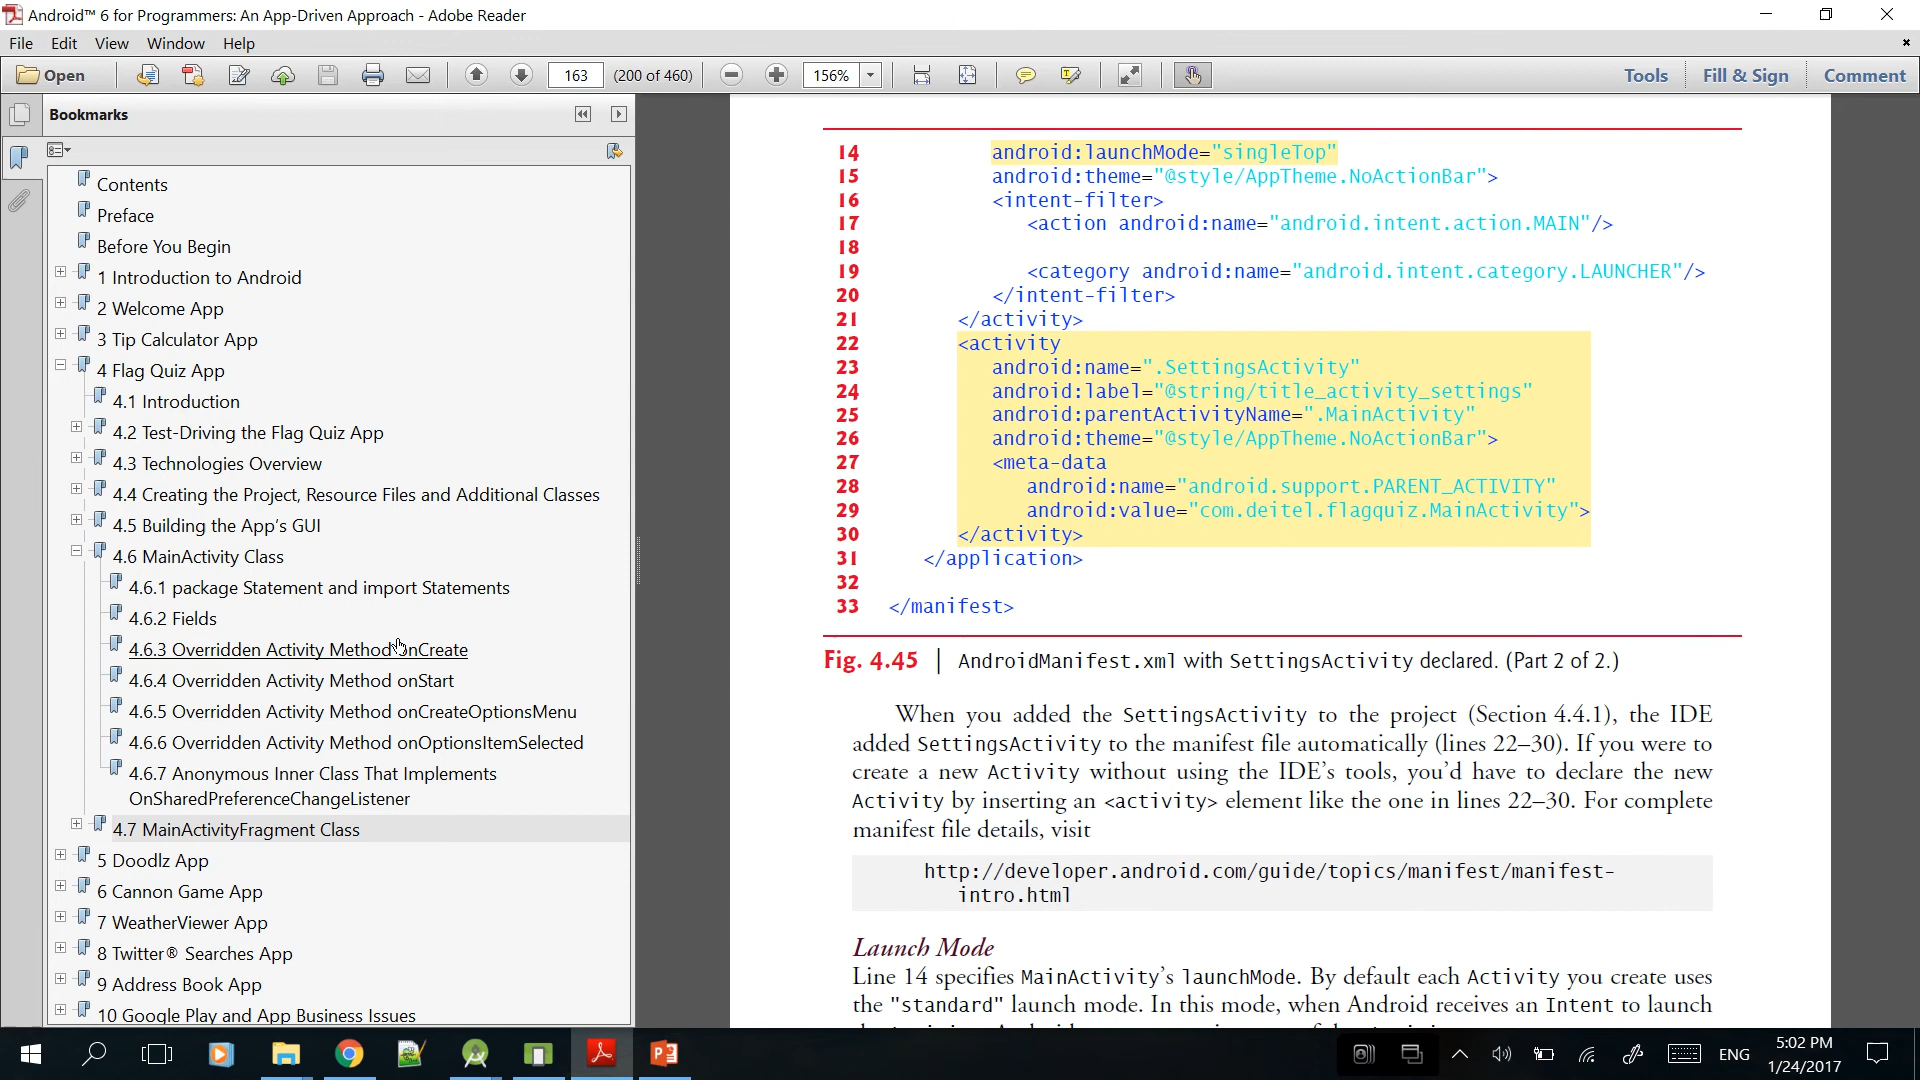 Android™ 6 for Programmers: An App-Driven Approach - Adobe Reader
File Edit View Window Help
Open 163 (200 of 460) 156% Tools Fill & Sign Comment
Bookmarks
Contents
Preface
Before You Begin
1 Introduction to Android
2 Welcome App
3 Tip Calculator App
4 Flag Quiz App
4.1 Introduction
4.2 Test-Driving the Flag Quiz App
4.3 Technologies Overview
4.4 Creating the Project, Resource Files and Additional Classes
4.5 Building the App's GUI
4.6 MainActivity Class
4.6.1 package Statement and import Statements
4.6.2 Fields
4.6.3 Overridden Activity Method onCreate
4.6.4 Overridden Activity Method onStart
4.6.5 Overridden Activity Method onCreateOptionsMenu
4.6.6 Overridden Activity Method onOptionsItemSelected
4.6.7 Anonymous Inner Class That Implements
OnSharedPreferenceChangeListener
4.7 MainActivityFragment Class
5 Doodlz App
6 Cannon Game App
7 WeatherViewer App
8 Twitter® Searches App
9 Address Book App
10 Google Play and App Business Issues
14 android:launchMode="singleTop"
15 android:theme="@style/AppTheme.NoActionBar">
16 <intent-filter>
17 <action android:name="android.intent.action.MAIN"/>
18
19 <category android:name="android.intent.category.LAUNCHER"/>
20 </intent-filter>
21 </activity>
22 <activity
23 android:name=".SettingsActivity"
24 android:label="@string/title_activity_settings"
25 android:parentActivityName=".MainActivity"
26 android:theme="@style/AppTheme.NoActionBar">
27 <meta-data
28 android:name="android.support.PARENT_ACTIVITY"
29 android:value="com.deitel.flagquiz.MainActivity">
30 </activity>
31 </application>
32
33 </manifest>
Fig. 4.45 | AndroidManifest.xml with SettingsActivity declared. (Part 2 of 2.)
When you added the SettingsActivity to the project (Section 4.4.1), the IDE
added SettingsActivity to the manifest file automatically (lines 22–30). If you were to
create a new Activity without using the IDE's tools, you'd have to declare the new
Activity by inserting an <activity> element like the one in lines 22–30. For complete
manifest file details, visit
http://developer.android.com/guide/topics/manifest/manifest-
intro.html
Launch Mode
Line 14 specifies MainActivity's launchMode. By default each Activity you create uses
the "standard" launch mode. In this mode, when Android receives an Intent to launch
ENG
5:02 PM
1/24/2017